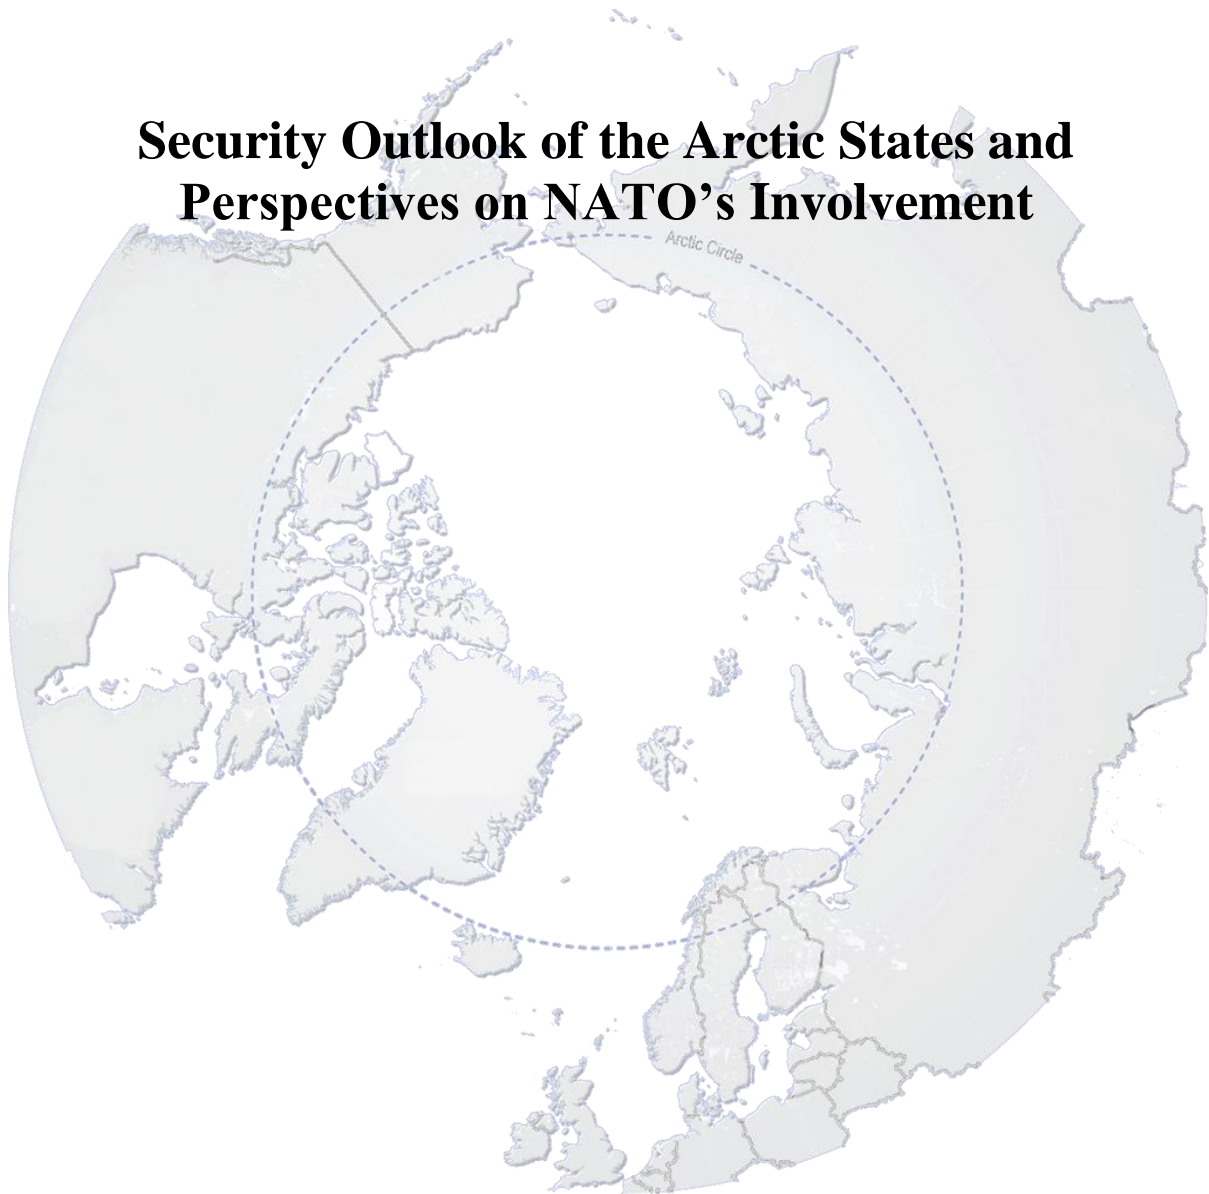 Security Outlook of the Arctic States and
Perspectives on NATO’s Involvement
Arctic Circle